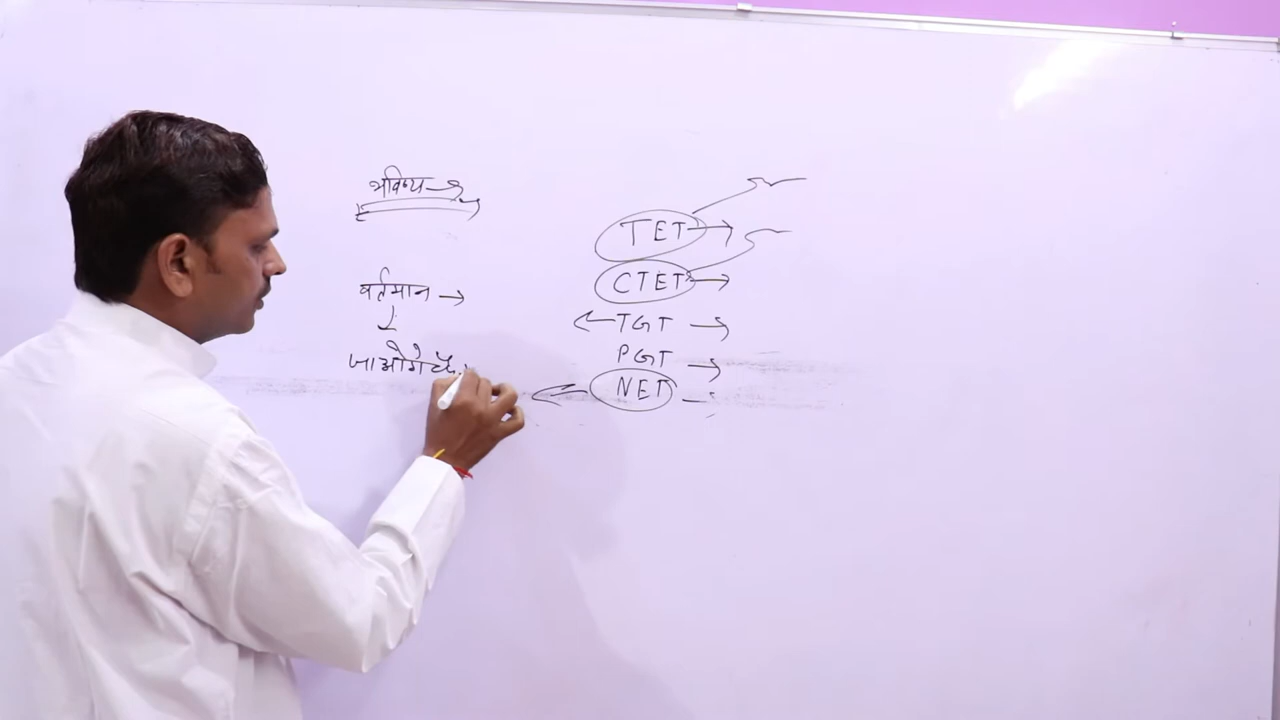 भविष्य
वर्तमान →
TET →
CTET →
← TGT →
PGT →
← NET